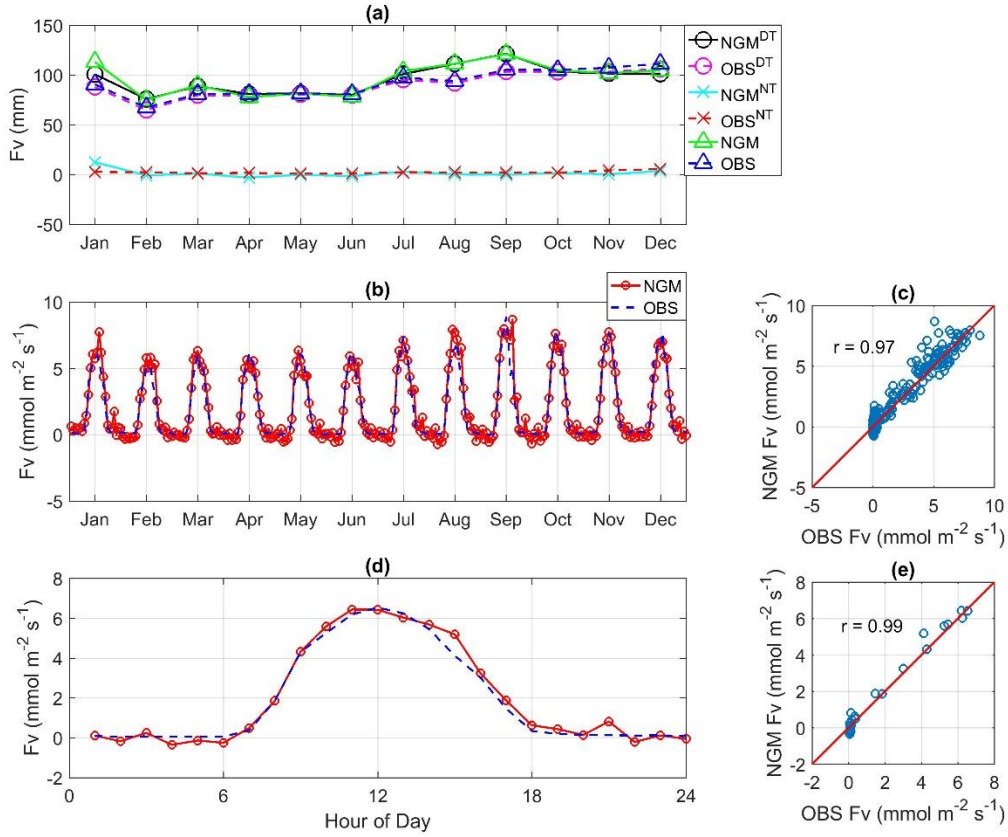 (a)
Fv (mm)
150
100
50
0
-50
Jan Feb Mar Apr May Jun Jul Aug Sep Oct Nov Dec
NGM^DT
OBS^DT
NGM^NT
OBS^NT
NGM
OBS
(b)
Fv (mmol m^-2 s^-1)
10
5
0
-5
Jan Feb Mar Apr May Jun Jul Aug Sep Oct Nov Dec
NGM
OBS
(c)
NGM Fv (mmol m^-2 s^-1)
10
5
0
-5
r = 0.97
-5 0 5 10
OBS Fv (mmol m^-2 s^-1)
(d)
Fv (mmol m^-2 s^-1)
8
6
4
2
0
-2
0 6 12 18 24
Hour of Day
(e)
NGM Fv (mmol m^-2 s^-1)
8
6
4
2
0
-2
r = 0.99
-2 0 2 4 6 8
OBS Fv (mmol m^-2 s^-1)